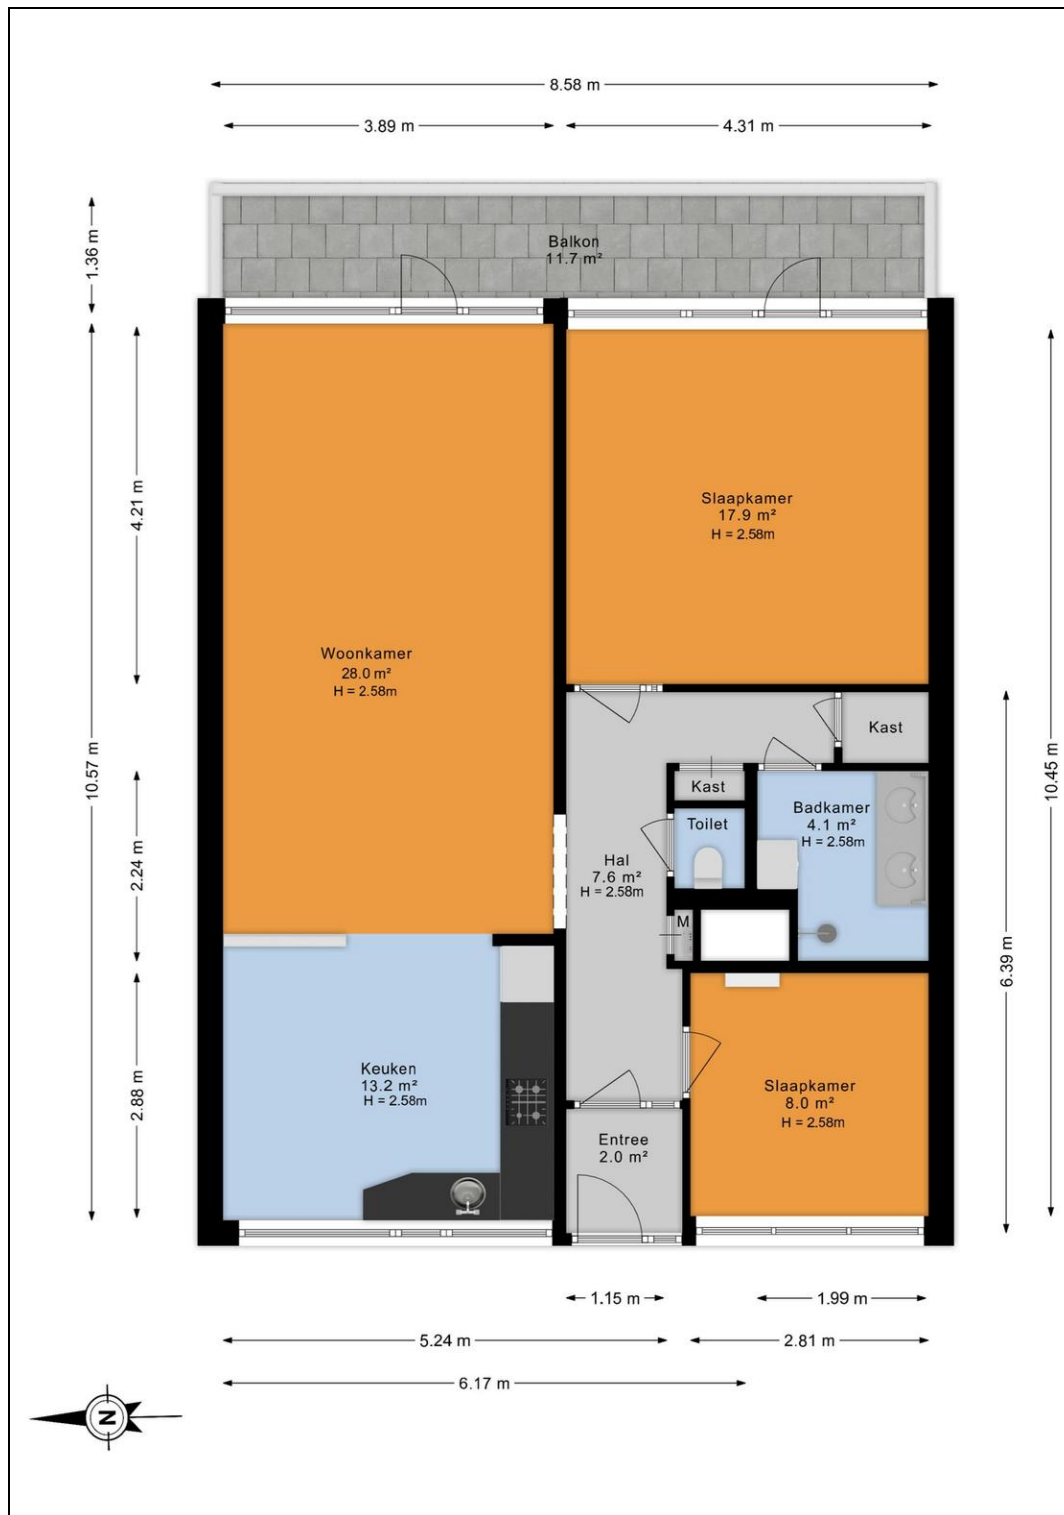 8.58 m
3.89 m
4.31 m
1.36 m
Balkon
11.7 m²
4.21 m
Slaapkamer
17.9 m²
H = 2.58m
Woonkamer
28.0 m²
H = 2.58m
10.57 m
10.45 m
Kast
Kast
Badkamer
4.1 m²
H = 2.58m
Toilet
2.24 m
Hal
7.6 m²
H = 2.58m
M
6.39 m
Keuken
13.2 m²
H = 2.58m
2.88 m
Slaapkamer
8.0 m²
H = 2.58m
Entree
2.0 m²
1.15 m
1.99 m
5.24 m
2.81 m
6.17 m
N